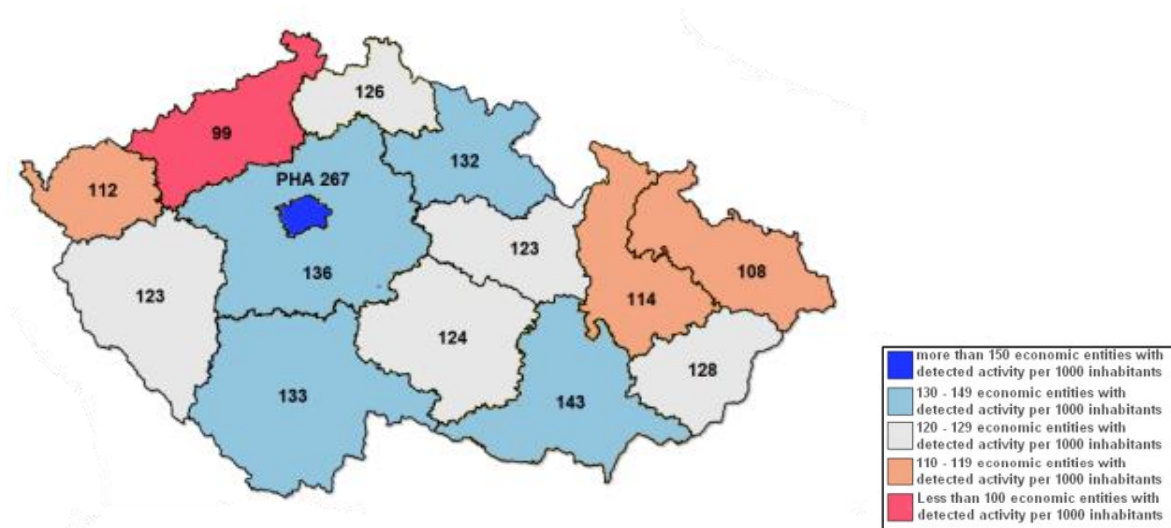 126
99
132
PHA 267
112
123
136
108
123
114
124
128
133
143
more than 150 economic entities with
detected activity per 1000 inhabitants
130 - 149 economic entities with
detected activity per 1000 inhabitants
120 - 129 economic entities with
detected activity per 1000 inhabitants
110 - 119 economic entities with
detected activity per 1000 inhabitants
Less than 100 economic entities with
detected activity per 1000 inhabitants